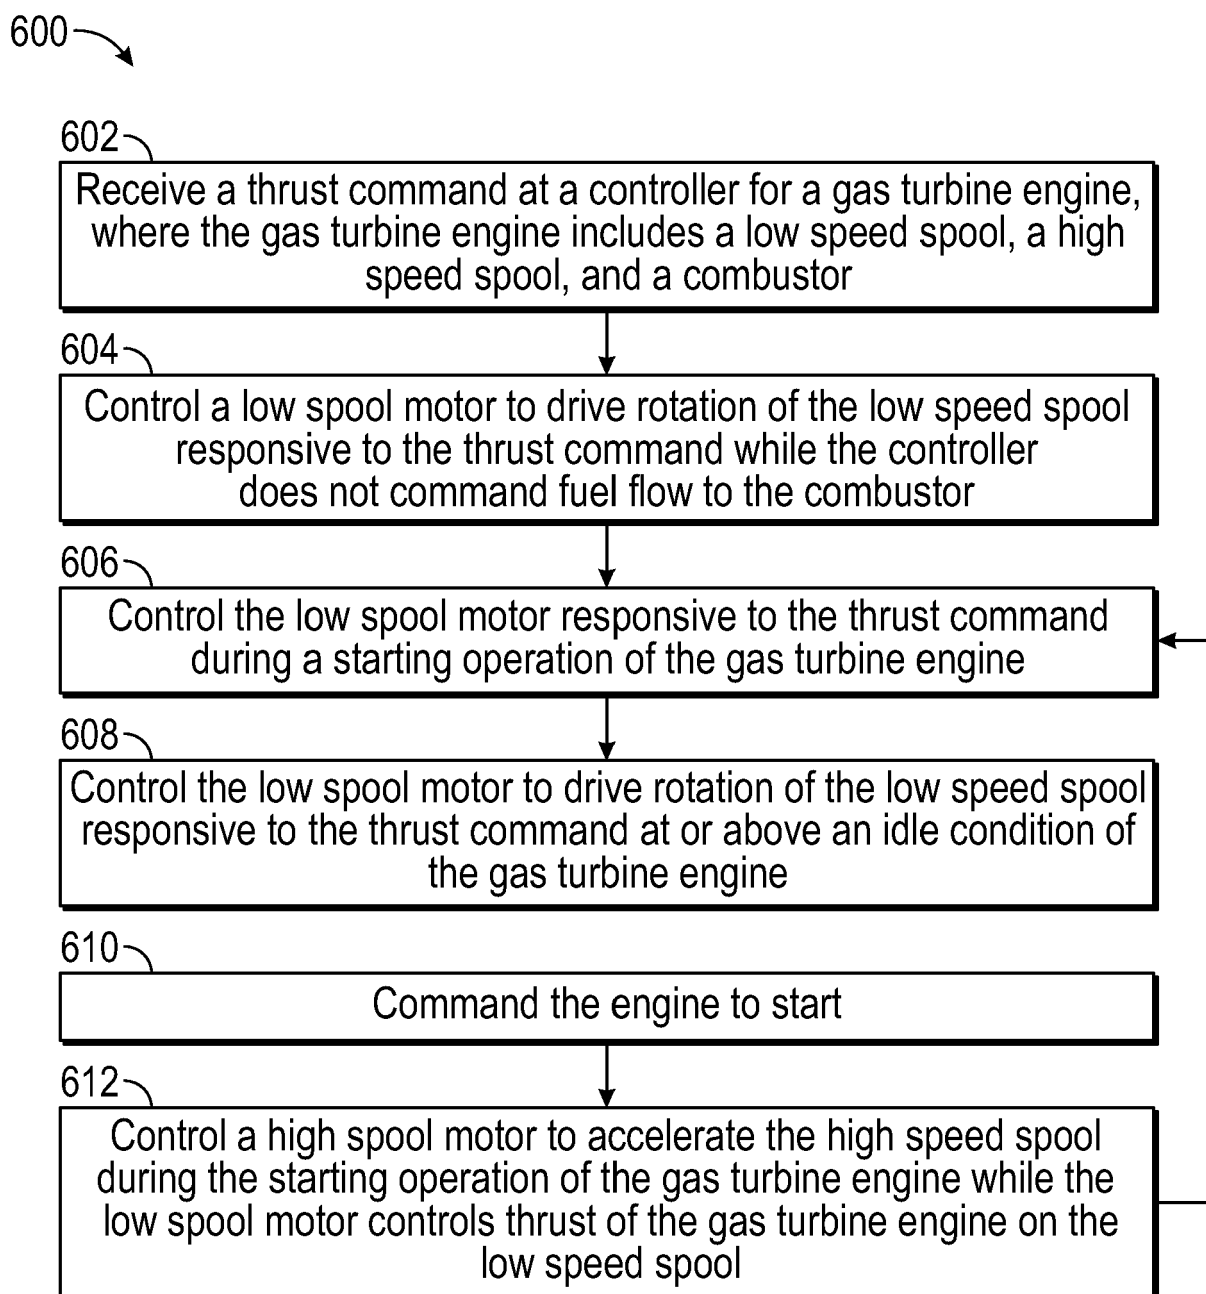 600
602
Receive a thrust command at a controller for a gas turbine engine,
where the gas turbine engine includes a low speed spool, a high
speed spool, and a combustor
604
Control a low spool motor to drive rotation of the low speed spool
responsive to the thrust command while the controller
does not command fuel flow to the combustor
606
Control the low spool motor responsive to the thrust command
during a starting operation of the gas turbine engine
608
Control the low spool motor to drive rotation of the low speed spool
responsive to the thrust command at or above an idle condition of
the gas turbine engine
610
Command the engine to start
612
Control a high spool motor to accelerate the high speed spool
during the starting operation of the gas turbine engine while the
low spool motor controls thrust of the gas turbine engine on the
low speed spool